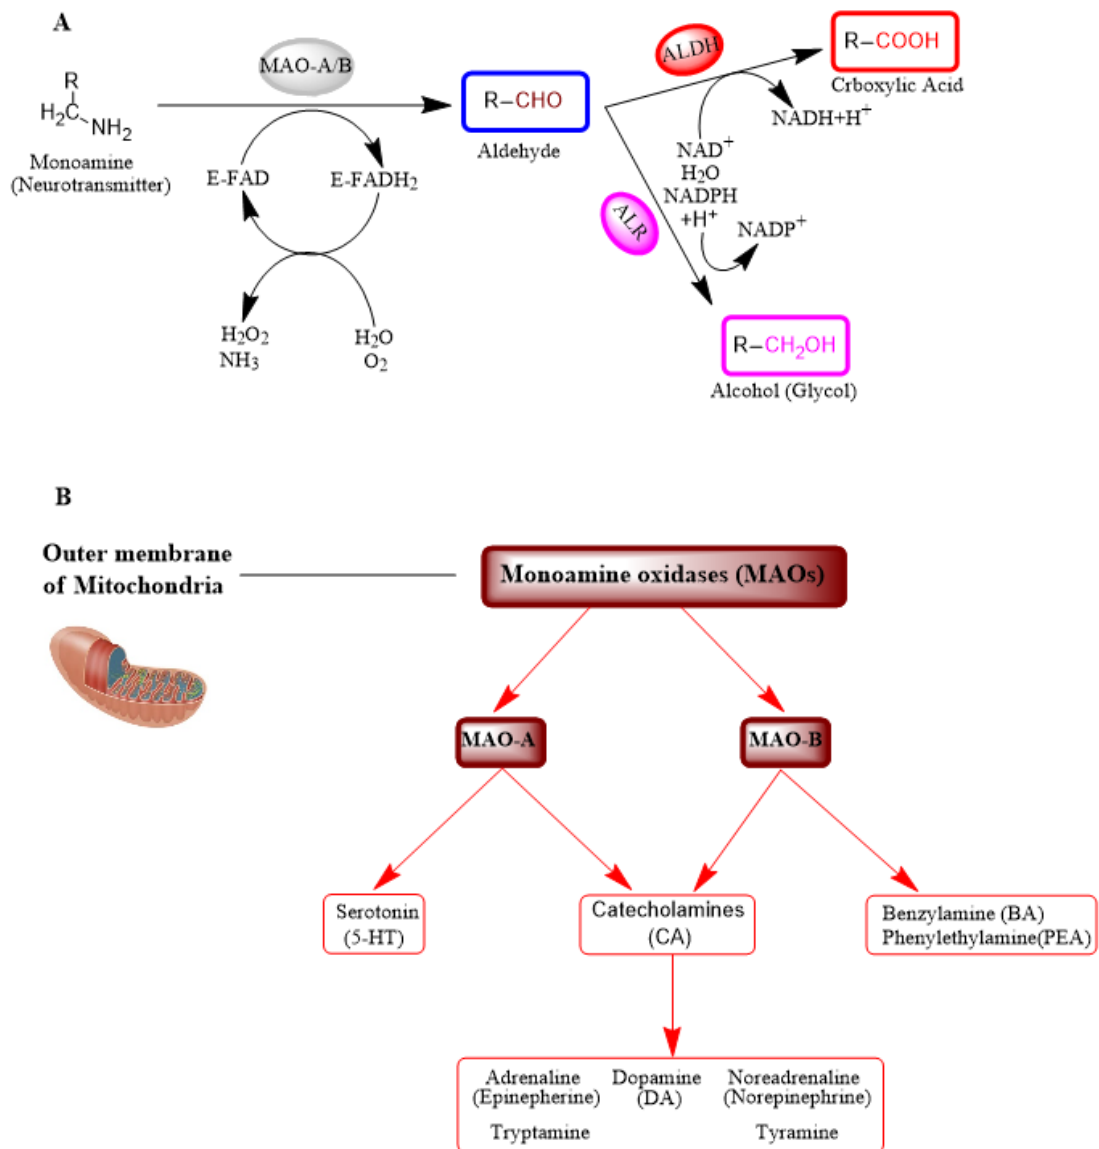 A
MAO-A/B
R
H2C
NH2
Monoamine
(Neurotransmitter)
E-FAD
E-FADH2
H2O2
NH3
H2O
O2
R–CHO
Aldehyde
ALDH
R–COOH
Crboxylic Acid
NADH+H+
NAD+
H2O
NADPH
+H+
NADP+
ALR
R–CH2OH
Alcohol (Glycol)
B
Outer membrane
of Mitochondria
Monoamine oxidases (MAOs)
MAO-A
MAO-B
Serotonin
(5-HT)
Catecholamines
(CA)
Benzylamine (BA)
Phenylethylamine(PEA)
Adrenaline
(Epinepherine)
Dopamine
(DA)
Noreadrenaline
(Norepinephrine)
Tryptamine
Tyramine